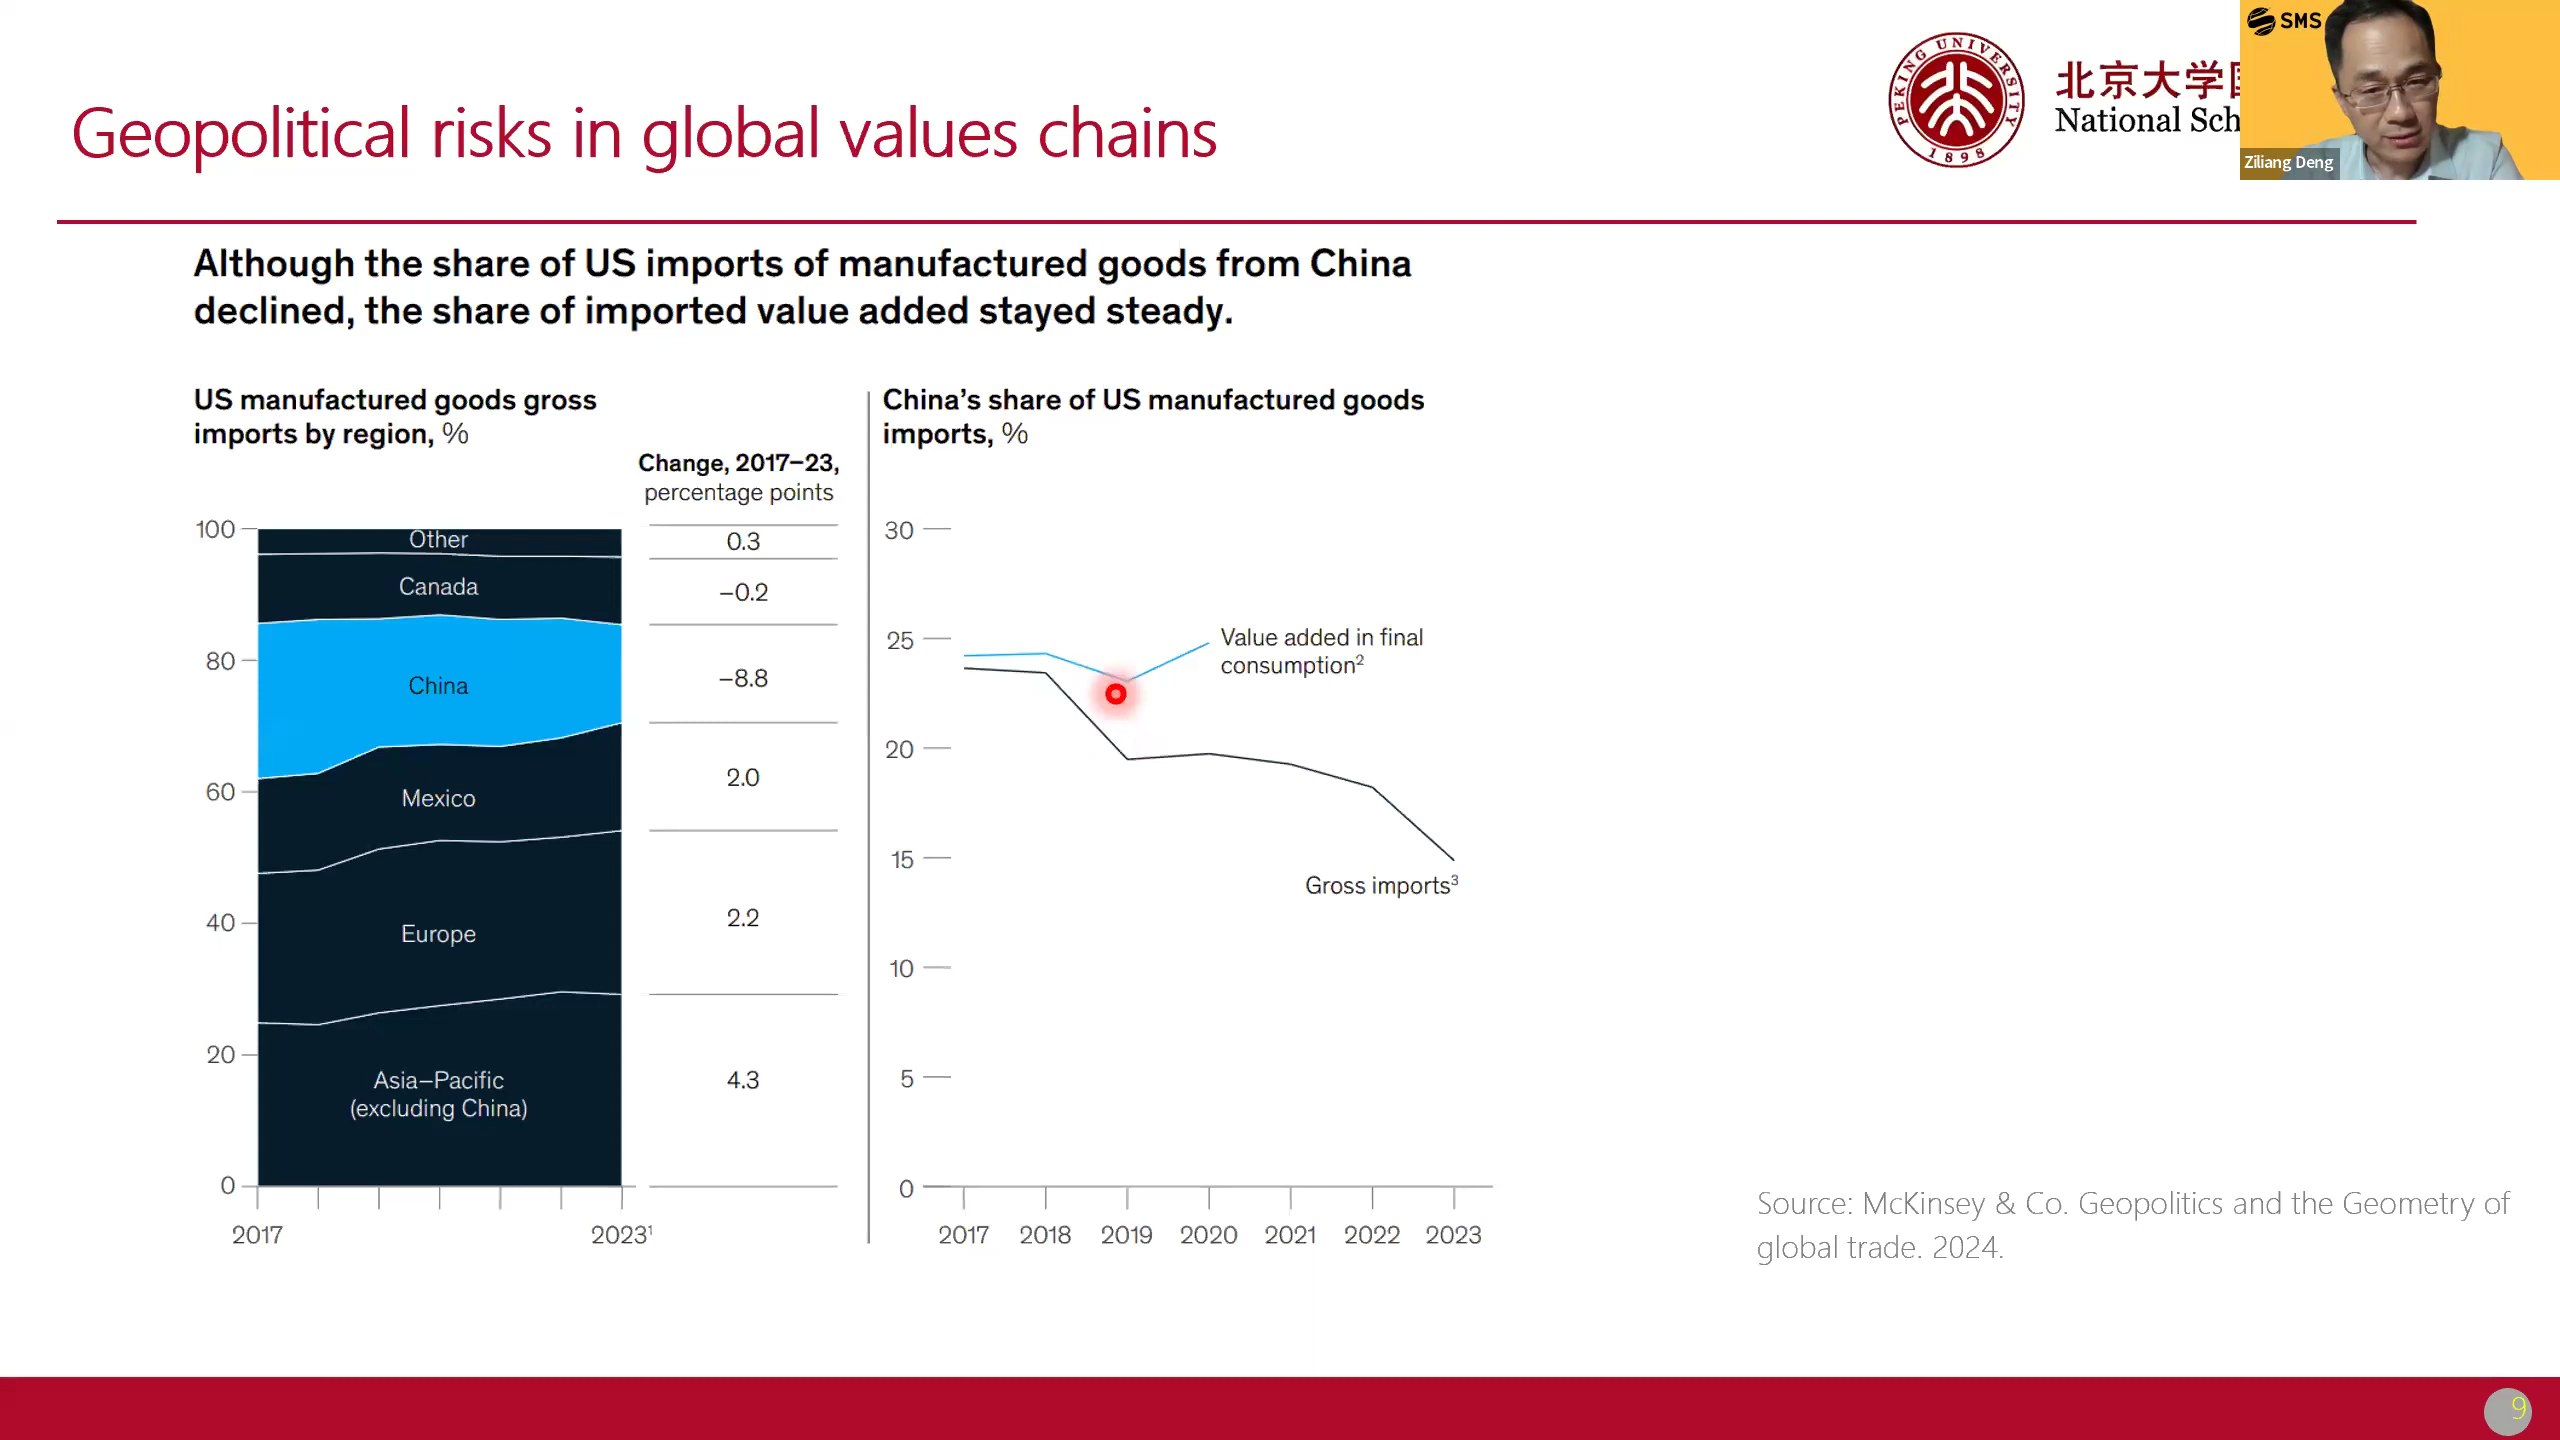 Geopolitical risks in global values chains
PEKING UNIVERSITY
1898
北京大学
National Sch
SMS
Ziliang Deng
Although the share of US imports of manufactured goods from China
declined, the share of imported value added stayed steady.
US manufactured goods gross
imports by region, %
Change, 2017–23,
percentage points
100
80
60
40
20
0
Other
Canada
China
Mexico
Europe
Asia–Pacific
(excluding China)
0.3
–0.2
–8.8
2.0
2.2
4.3
2017
2023¹
China’s share of US manufactured goods
imports, %
30
25
20
15
10
5
0
Value added in final
consumption²
Gross imports³
2017 2018 2019 2020 2021 2022 2023
Source: McKinsey & Co. Geopolitics and the Geometry of
global trade. 2024.
9